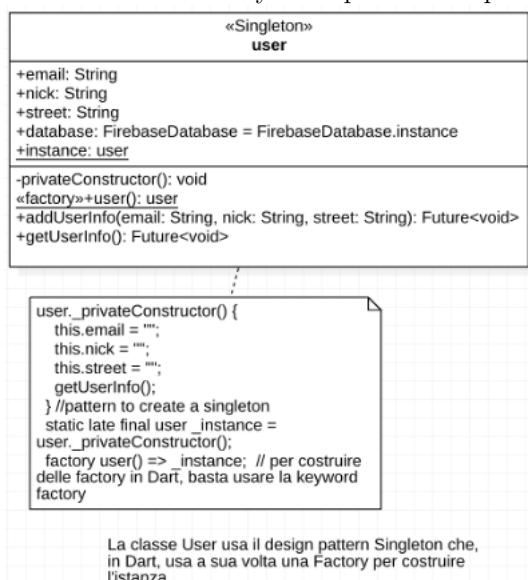 «Singleton»
user
+email: String
+nick: String
+street: String
+database: FirebaseDatabase = FirebaseDatabase.instance
+instance: user
-privateConstructor(): void
«factory»+user(): user
+addUserInfo(email: String, nick: String, street: String): Future<void>
+getUserInfo(): Future<void>
user._privateConstructor() {
this.email = "";
this.nick = "";
this.street = "";
getUserInfo();
} //pattern to create a singleton
static late final user _instance =
user._privateConstructor();
factory user() => _instance; // per costruire
delle factory in Dart, basta usare la keyword
factory
La classe User usa il design pattern Singleton che,
in Dart, usa a sua volta una Factory per costruire
l'istanza